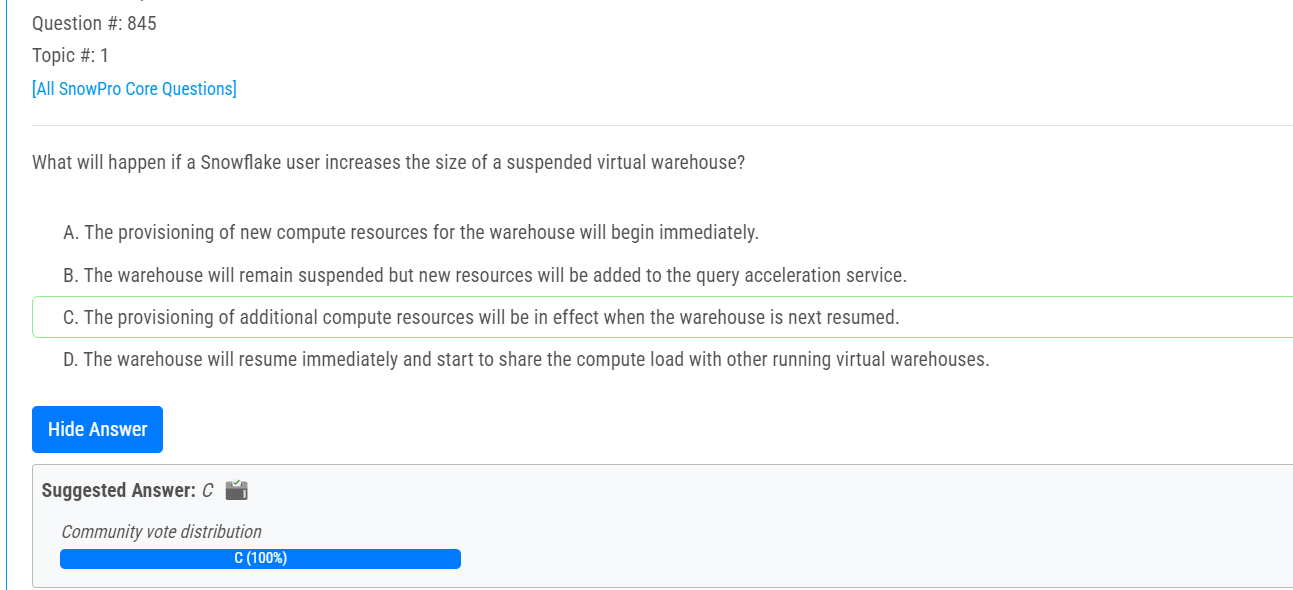 Question #: 845
Topic #: 1
[All SnowPro Core Questions]
What will happen if a Snowflake user increases the size of a suspended virtual warehouse?
A. The provisioning of new compute resources for the warehouse will begin immediately.
B. The warehouse will remain suspended but new resources will be added to the query acceleration service.
C. The provisioning of additional compute resources will be in effect when the warehouse is next resumed.
D. The warehouse will resume immediately and start to share the compute load with other running virtual warehouses.
Hide Answer
Suggested Answer: C
Community vote distribution
C (100%)